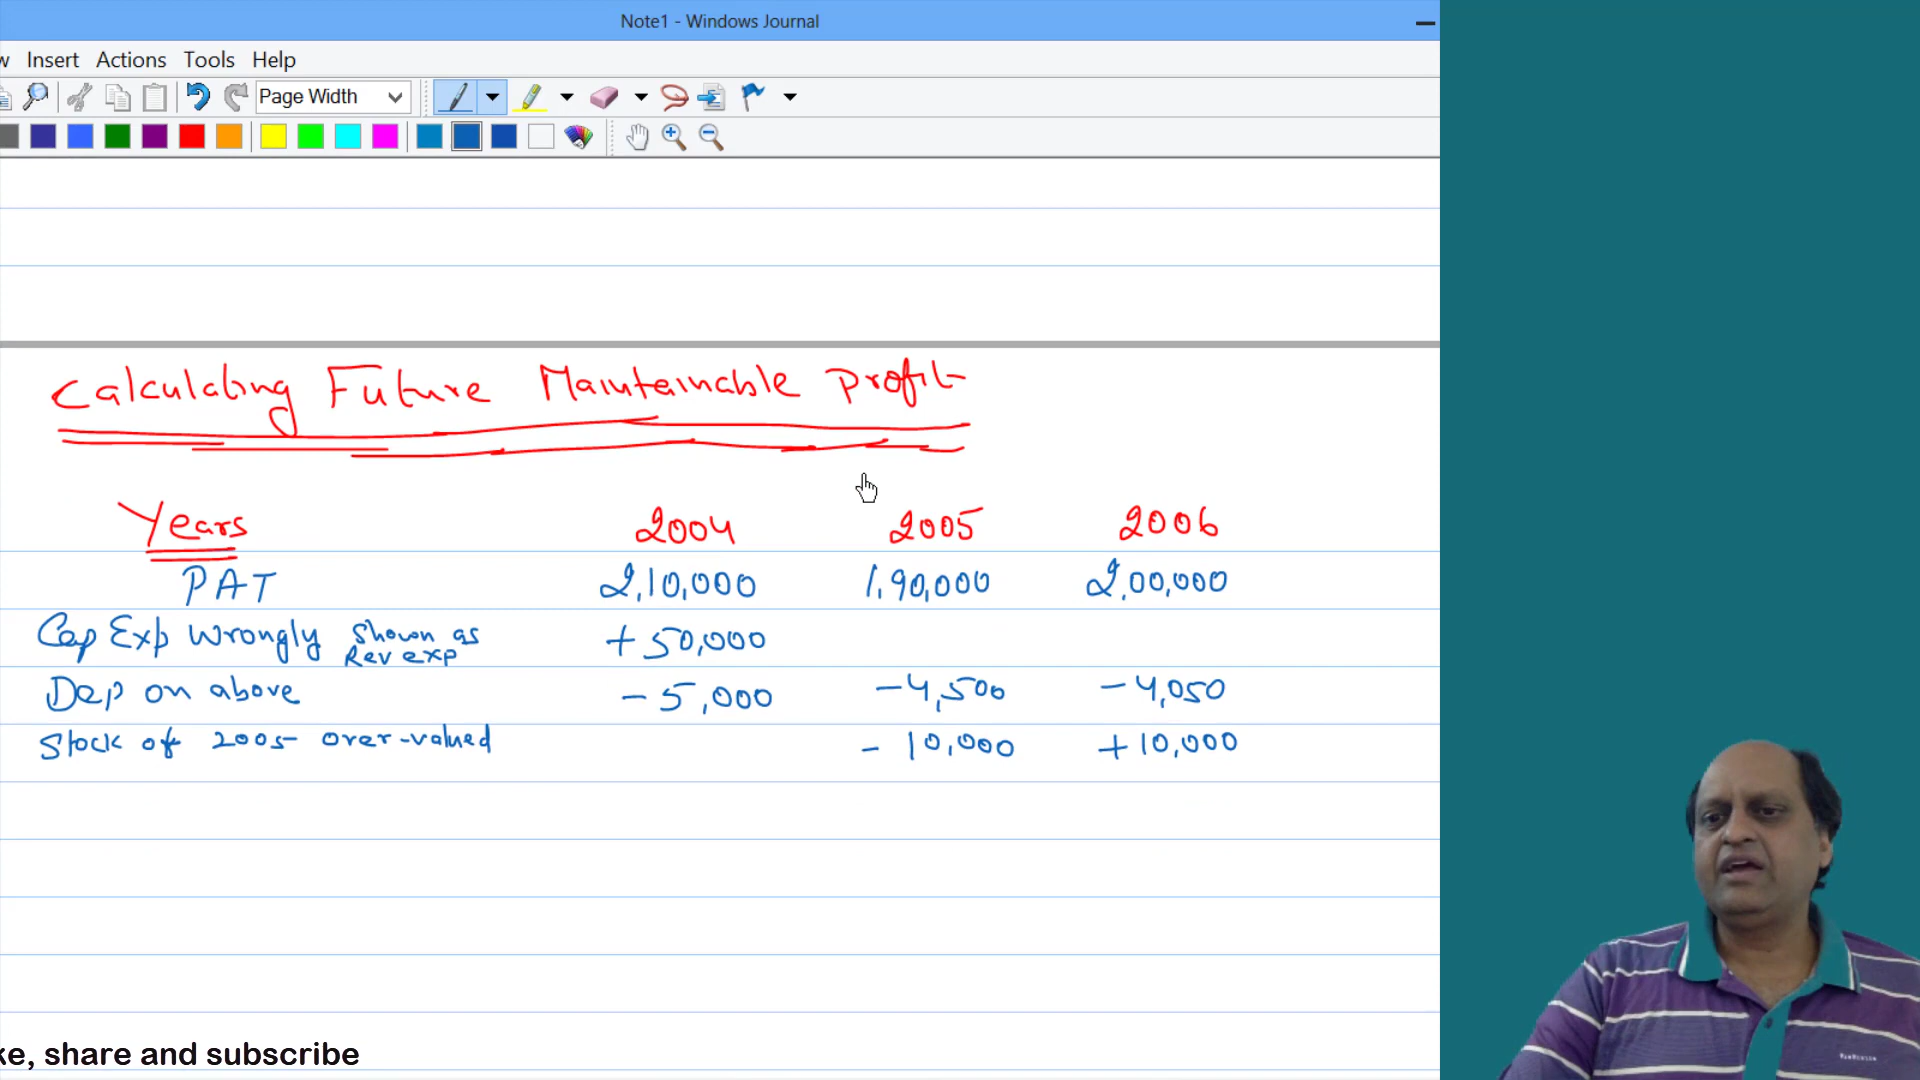 Note1 - Windows Journal
w Insert Actions Tools Help
Page Width
Calculating Future Maintainable Profit
Years 2004 2005 2006
PAT 2,10,000 1,90,000 2,00,000
Cap Exp wrongly shown as Rev exp +50,000
Dep on above -5,000 -4,500 -4,050
Stock of 2005 over-valued -10,000 +10,000
ke, share and subscribe